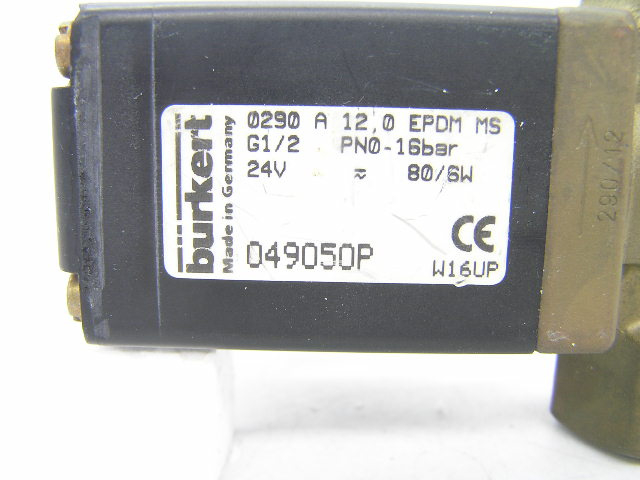 burkert
Made in Germany
0290 A 12,0 EPDM MS
G1/2 PN0-16bar
24V ≂ 80/6W
049050P
CE
W16UP
290/12